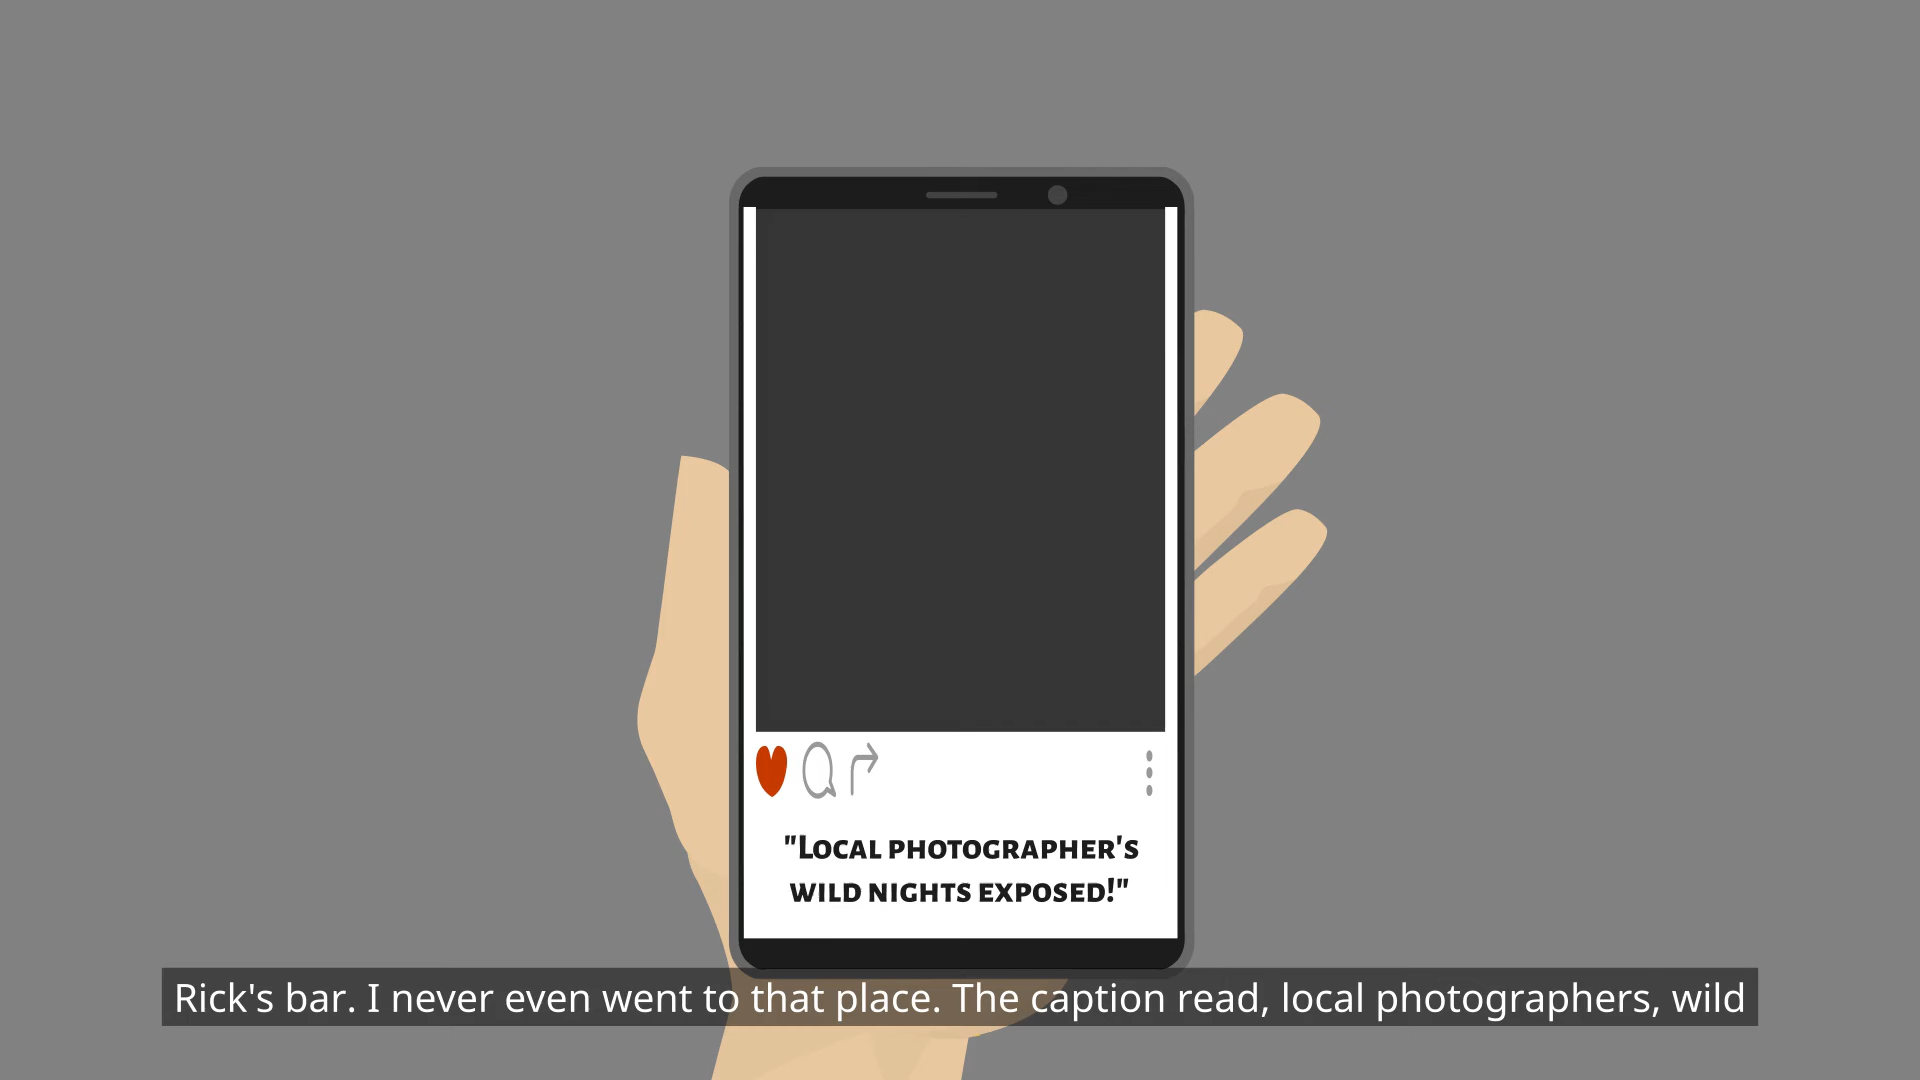 "Local photographer's
wild nights exposed!"
Rick's bar. I never even went to that place. The caption read, local photographers, wild